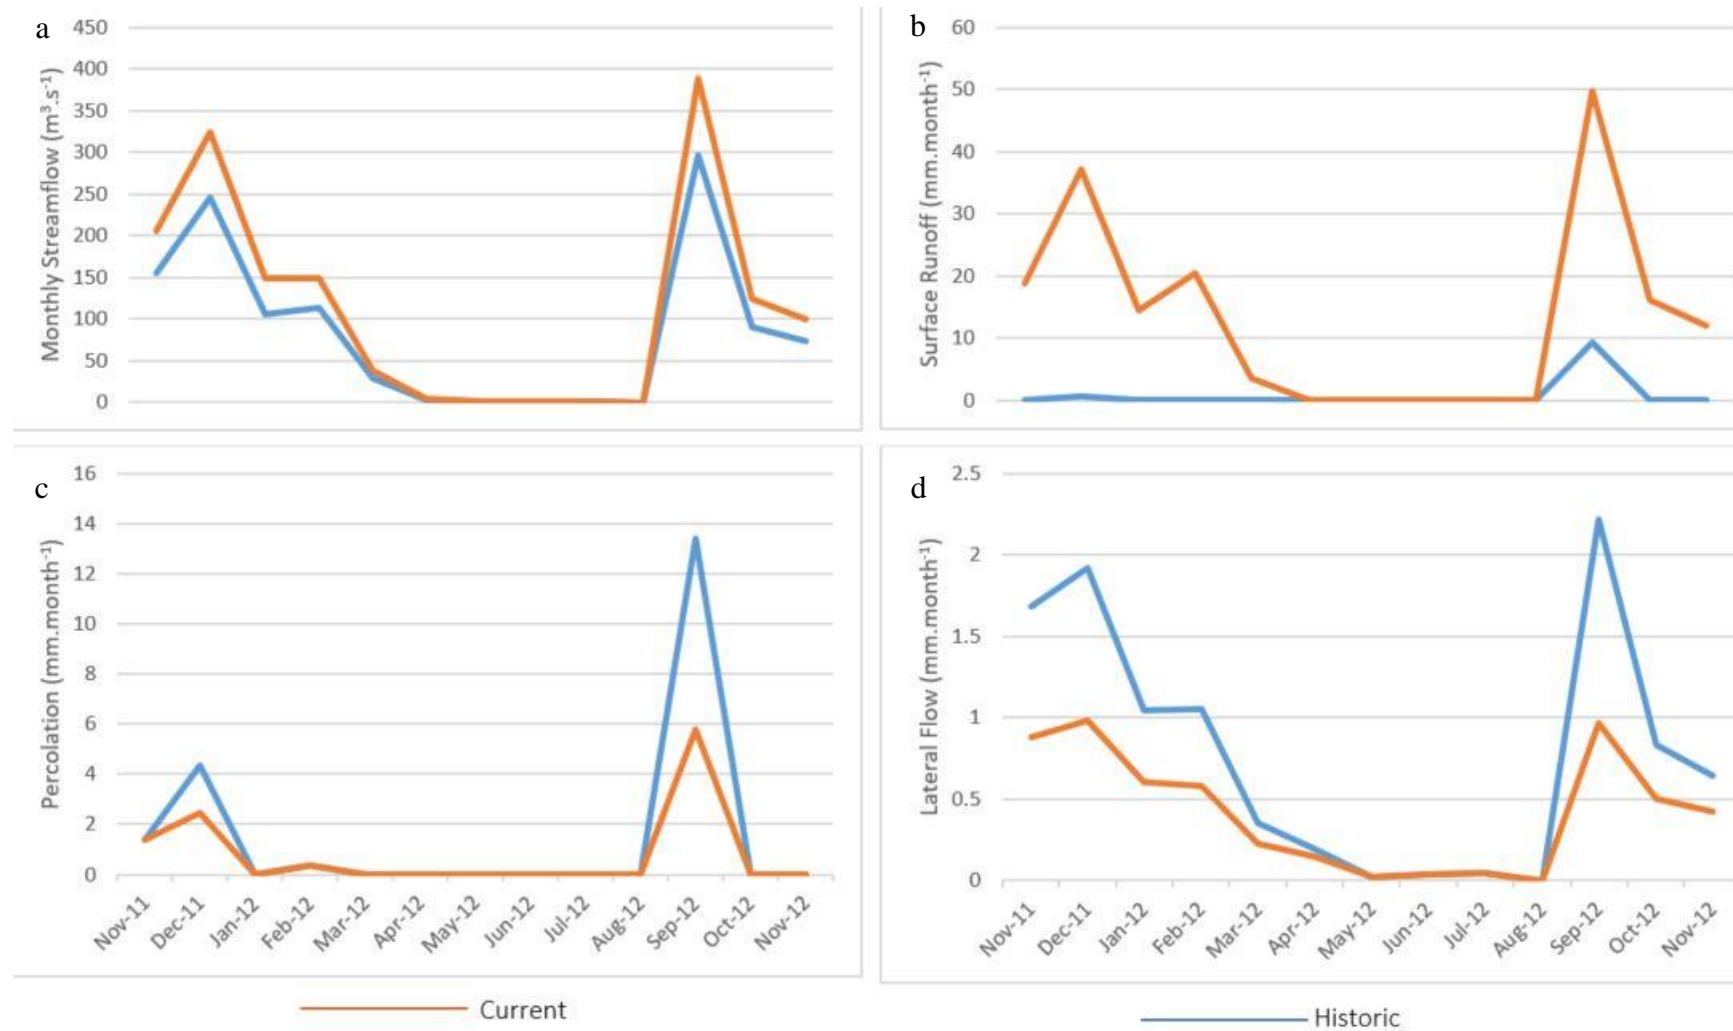 a
Monthly Streamflow (m³.s⁻¹)
450
400
350
300
250
200
150
100
50
0
b
Surface Runoff (mm.month⁻¹)
60
50
40
30
20
10
0
c
Percolation (mm.month⁻¹)
16
14
12
10
8
6
4
2
0
Nov-11 Dec-11 Jan-12 Feb-12 Mar-12 Apr-12 May-12 Jun-12 Jul-12 Aug-12 Sep-12 Oct-12 Nov-12
d
Lateral Flow (mm.month⁻¹)
2.5
2
1.5
1
0.5
0
Nov-11 Dec-11 Jan-12 Feb-12 Mar-12 Apr-12 May-12 Jun-12 Jul-12 Aug-12 Sep-12 Oct-12 Nov-12
Current
Historic